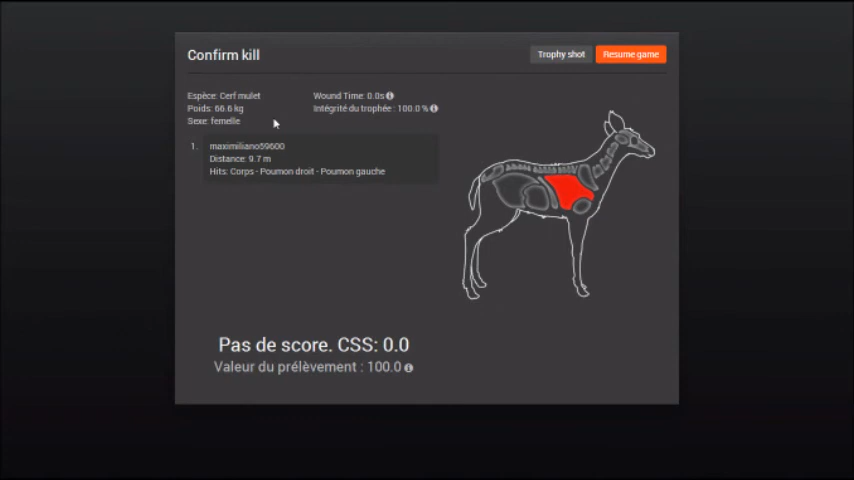 Confirm kill
Trophy shot
Resume game
Espèce: Cerf mulet
Wound Time: 0.0s
Poids: 66.6 kg
Intégrité du trophée : 100.0 %
Sexe: femelle
1. maximiliano59600
Distance: 9.7 m
Hits: Corps - Poumon droit - Poumon gauche
Pas de score. CSS: 0.0
Valeur du prélèvement : 100.0